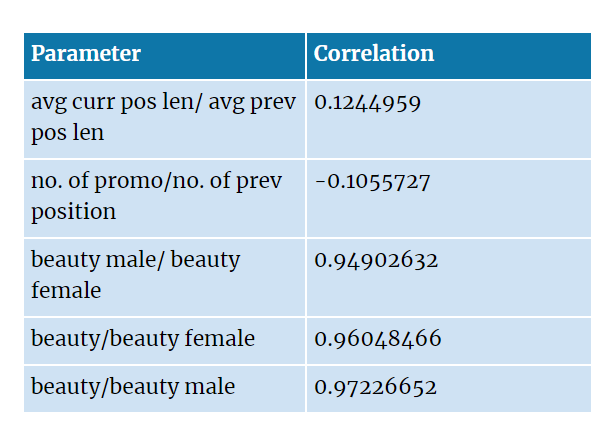 Parameter Correlation
avg curr pos len/ avg prev 0.1244959
pos len
no. of promo/no. of prev -0.1055727
position
beauty male/ beauty 0.94902632
female
beauty/beauty female 0.96048466
beauty/beauty male 0.97226652